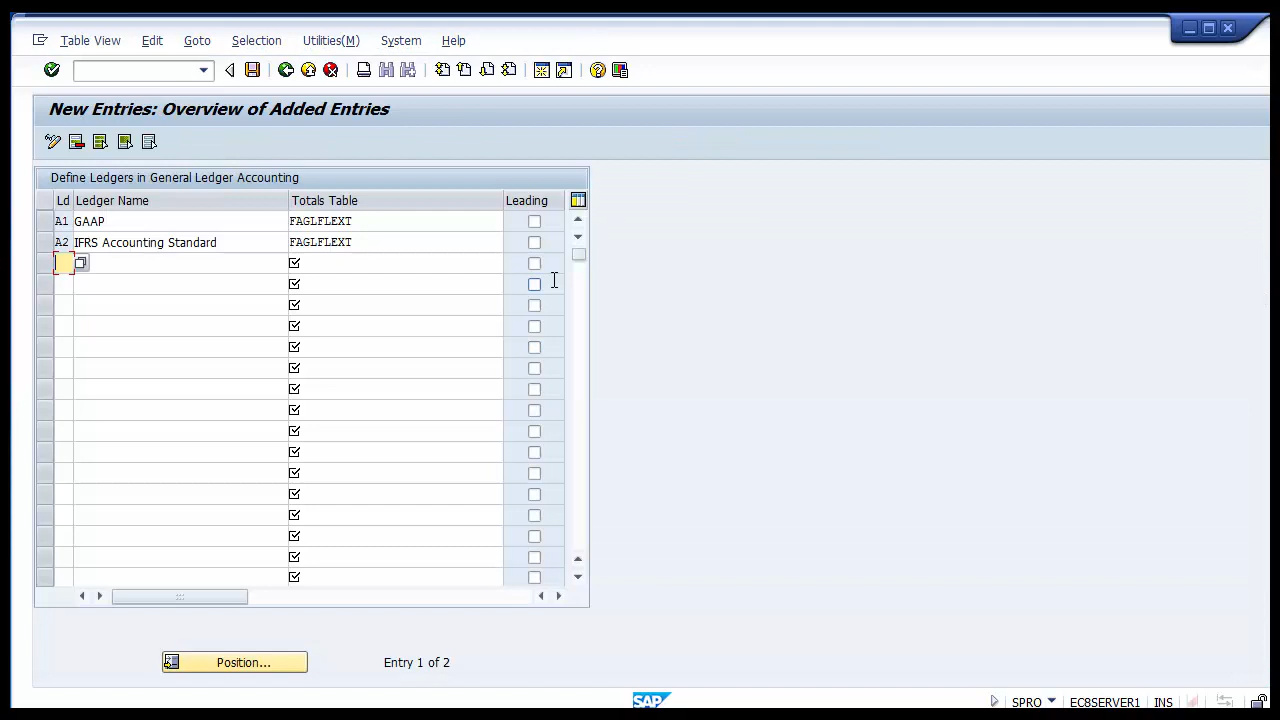 Table View Edit Goto Selection Utilities(M) System Help
New Entries: Overview of Added Entries
Define Ledgers in General Ledger Accounting
Ld Ledger Name Totals Table Leading
A1 GAAP FAGLFLEXT
A2 IFRS Accounting Standard FAGLFLEXT
Position... Entry 1 of 2
SAP SPRO EC8SERVER1 INS